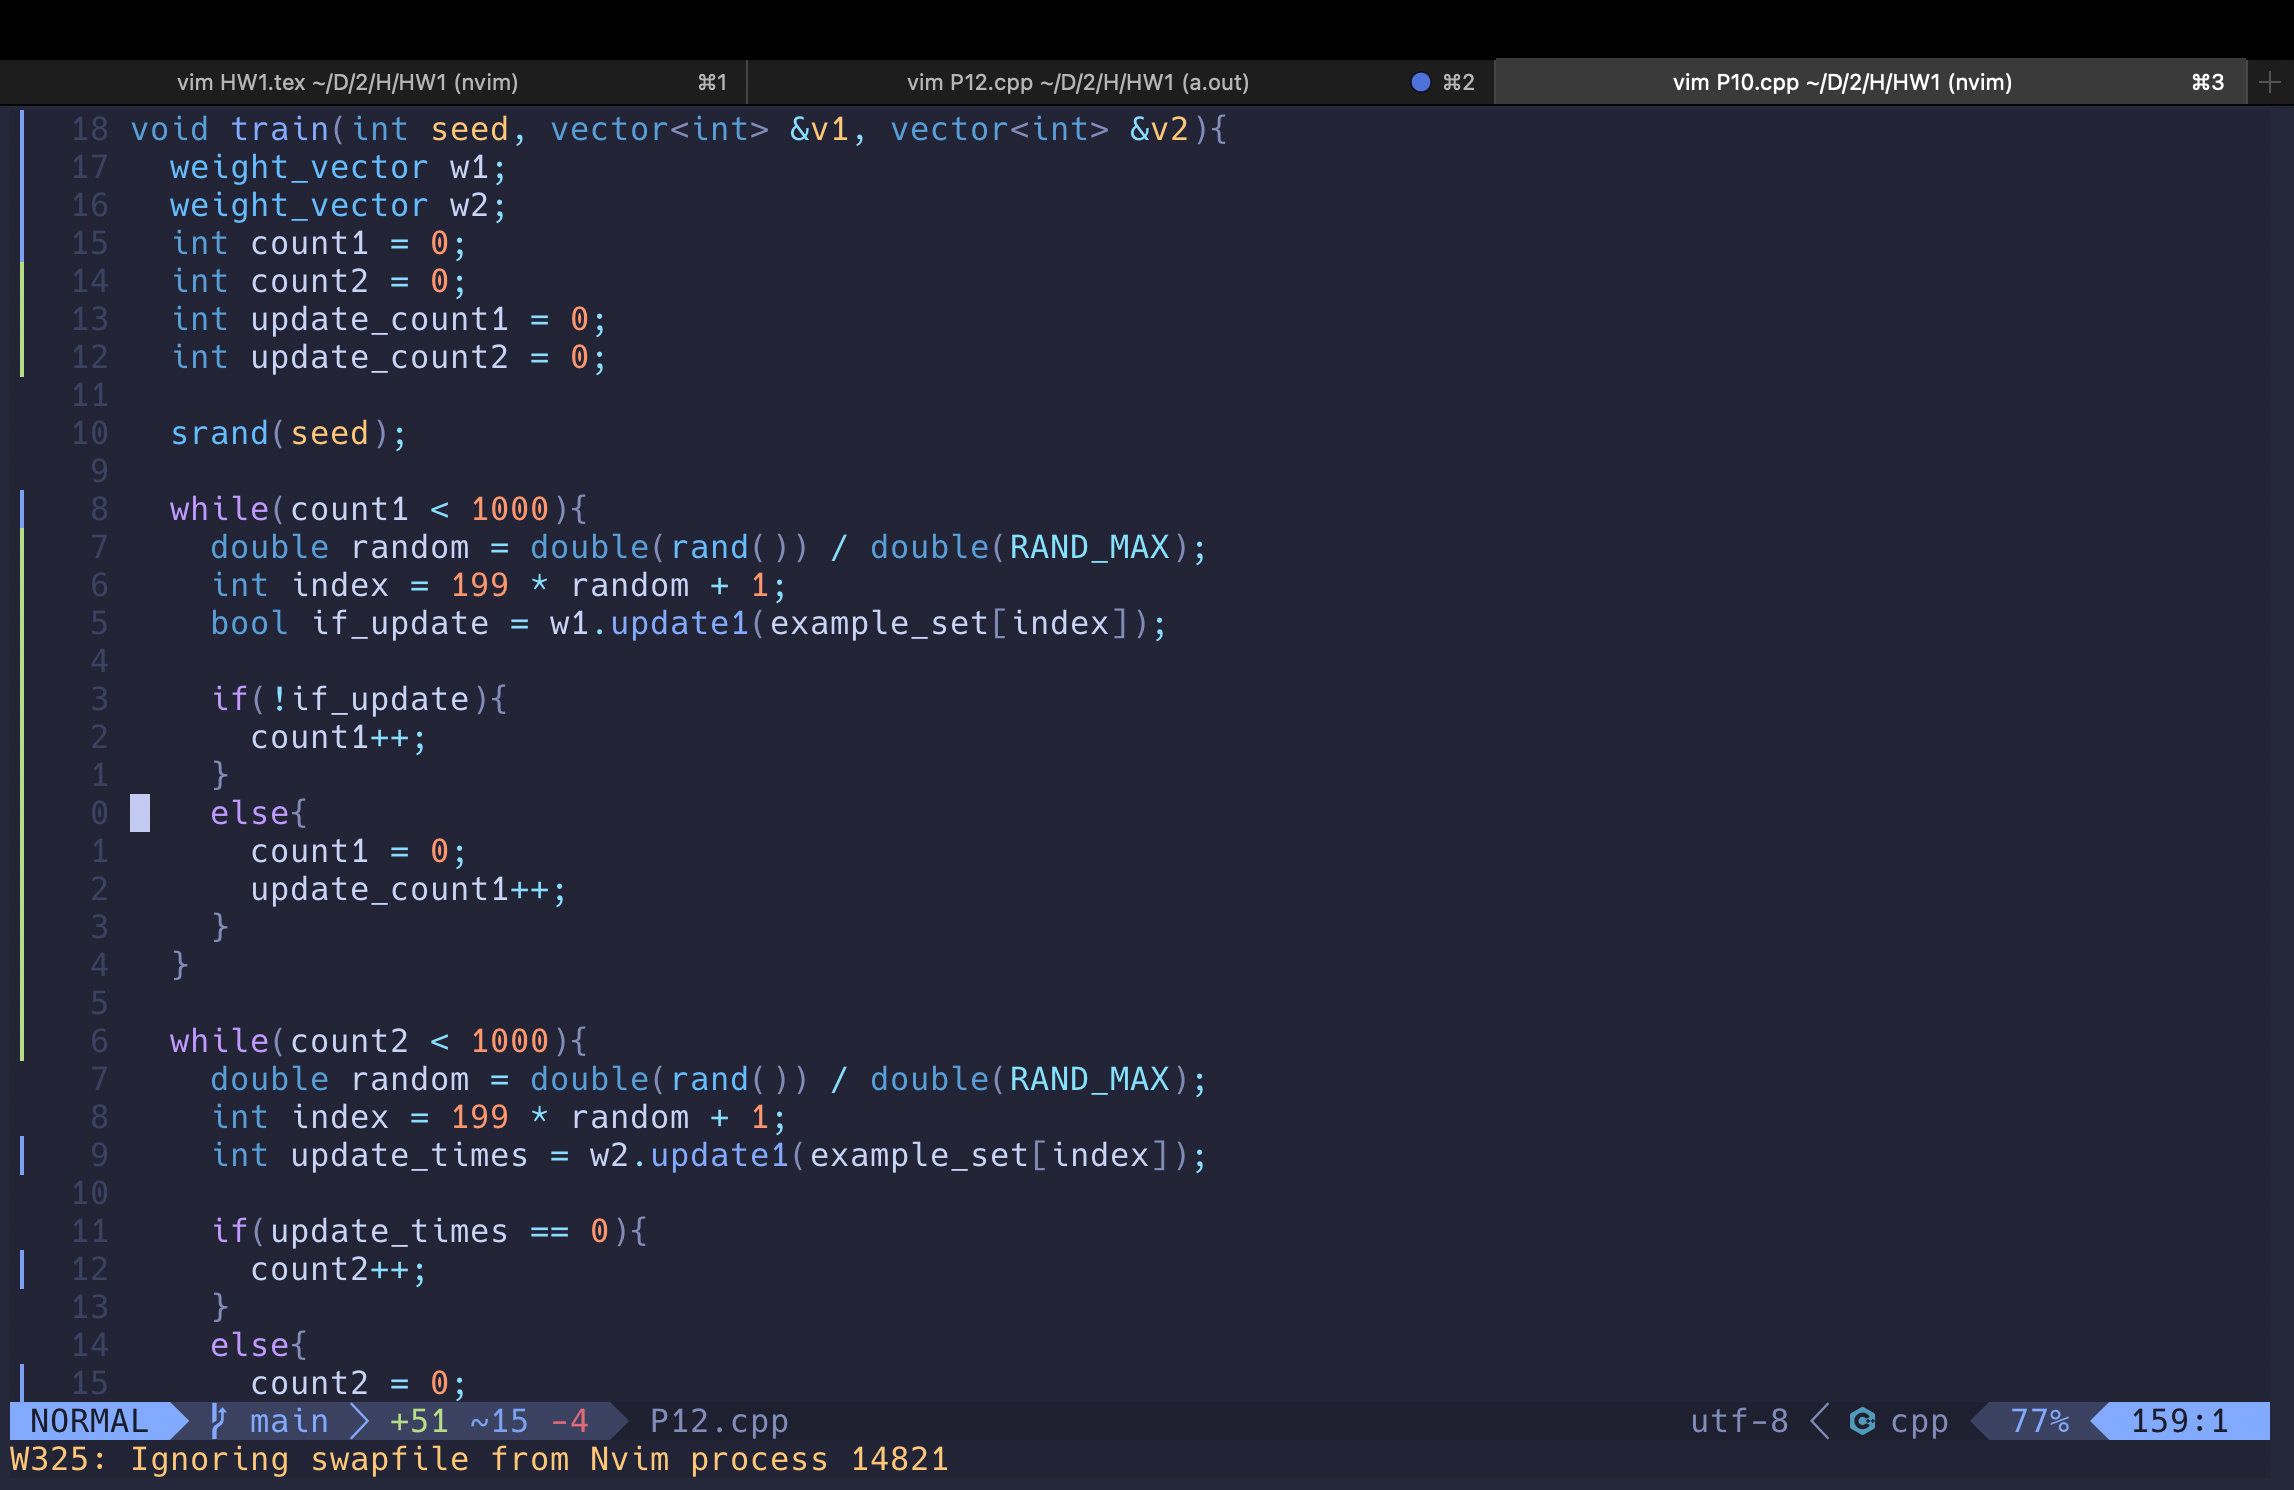 vim HW1.tex ~/D/2/H/HW1 (nvim) ⌘1 vim P12.cpp ~/D/2/H/HW1 (a.out) ⌘2 vim P10.cpp ~/D/2/H/HW1 (nvim) ⌘3 +
18 void train(int seed, vector<int> &v1, vector<int> &v2){
17   weight_vector w1;
16   weight_vector w2;
15   int count1 = 0;
14   int count2 = 0;
13   int update_count1 = 0;
12   int update_count2 = 0;
11
10   srand(seed);
9
8   while(count1 < 1000){
7     double random = double(rand()) / double(RAND_MAX);
6     int index = 199 * random + 1;
5     bool if_update = w1.update1(example_set[index]);
4
3     if(!if_update){
2       count1++;
1     }
0     else{
1       count1 = 0;
2       update_count1++;
3     }
4   }
5
6   while(count2 < 1000){
7     double random = double(rand()) / double(RAND_MAX);
8     int index = 199 * random + 1;
9     int update_times = w2.update1(example_set[index]);
10
11     if(update_times == 0){
12       count2++;
13     }
14     else{
15       count2 = 0;
NORMAL main +51 ~15 -4 P12.cpp utf-8 cpp 77% 159:1
W325: Ignoring swapfile from Nvim process 14821